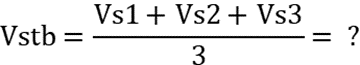 Vstb = (Vs1 + Vs2 + Vs3) / 3 = ?